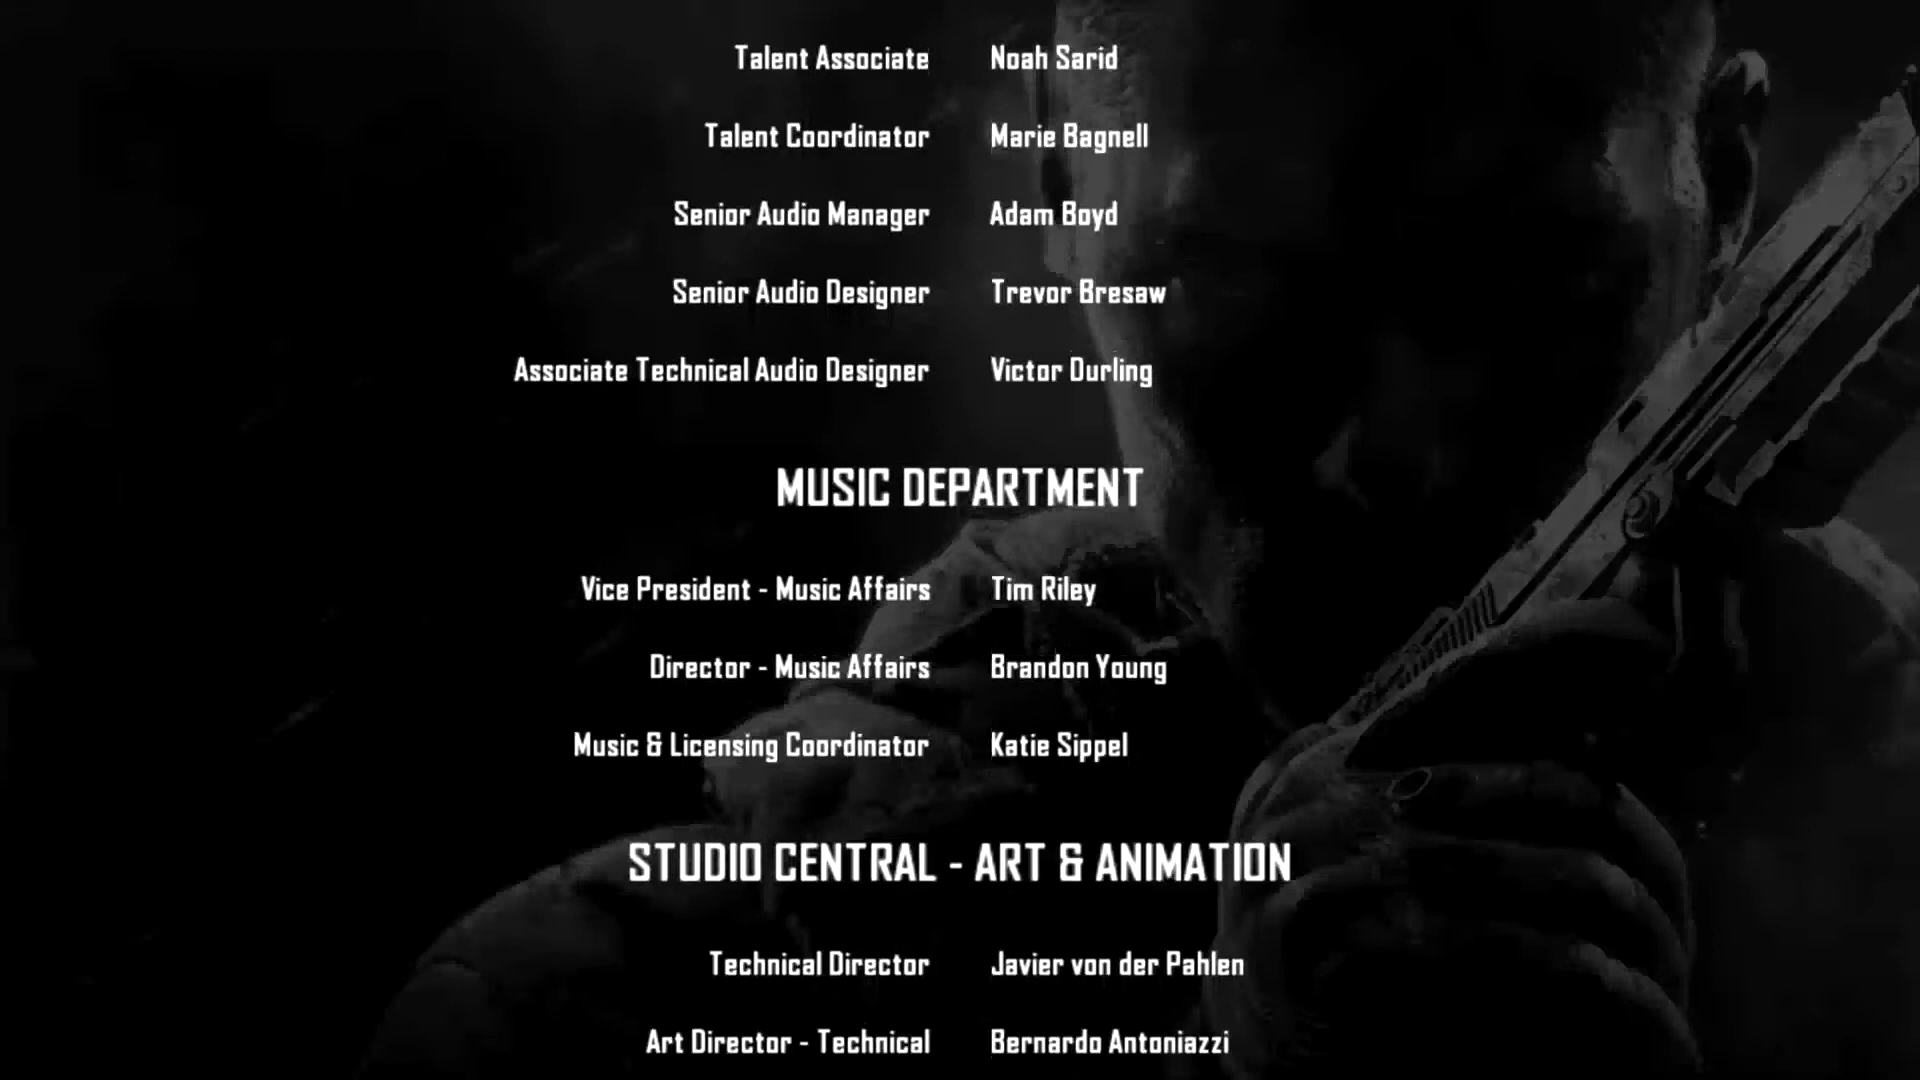 Talent Associate Noah Sarid
Talent Coordinator Marie Bagnell
Senior Audio Manager Adam Boyd
Senior Audio Designer Trevor Bresaw
Associate Technical Audio Designer Victor Durling
MUSIC DEPARTMENT
Vice President - Music Affairs Tim Riley
Director - Music Affairs Brandon Young
Music & Licensing Coordinator Katie Sippel
STUDIO CENTRAL - ART & ANIMATION
Technical Director Javier von der Pahlen
Art Director - Technical Bernardo Antoniazzi